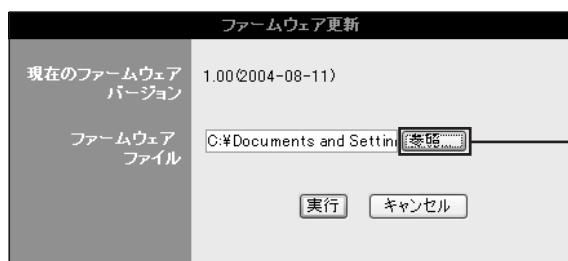 ファームウェア更新
現在のファームウェア
バージョン
1.00(2004-08-11)
ファームウェア
ファイル
C:¥Documents and Settin
参照...
実行
キャンセル